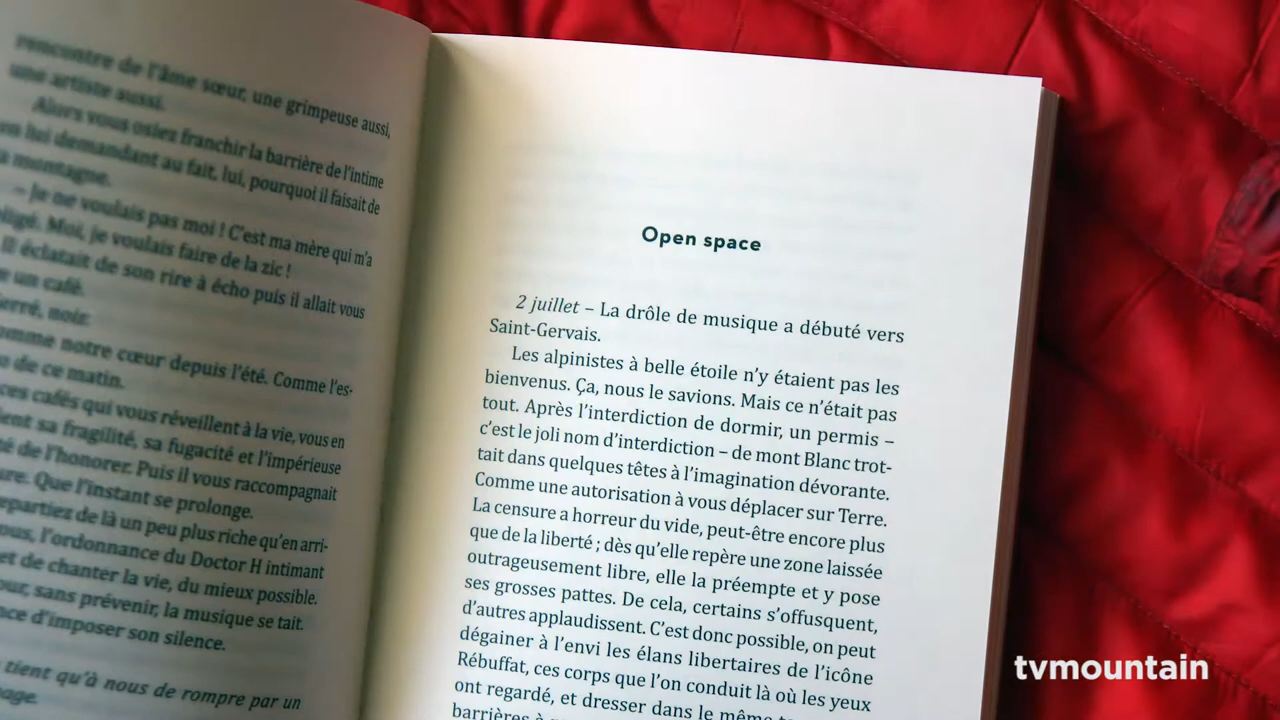 rencontre de l'âme sœur, une grimpeuse aussi,
une artiste aussi.
Alors vous osiez franchir la barrière de l'intime
en lui demandant au fait, lui, pourquoi il faisait de
a montagne.
– Je ne voulais pas moi ! C'est ma mère qui m'a
ligé. Moi, je voulais faire de la zic !
Il éclatait de son rire à écho puis il allait vous
e un café.
Serré, noir.
omme notre cœur depuis l'été. Comme l'es-
n de ce matin.
ces cafés qui vous réveillent à la vie, vous en
ient sa fragilité, sa fugacité et l'impérieuse
té de l'honorer. Puis il vous raccompagnait
ure. Que l'instant se prolonge.
epartiez de là un peu plus riche qu'en arri-
ous, l'ordonnance du Doctor H intimant
et de chanter la vie, du mieux possible.
our, sans prévenir, la musique se tait.
nce d'imposer son silence.
tient qu'à nous de rompre par un
nage.
Open space
2 juillet – La drôle de musique a débuté vers
Saint-Gervais.
Les alpinistes à belle étoile n'y étaient pas les
bienvenus. Ça, nous le savions. Mais ce n'était pas
tout. Après l'interdiction de dormir, un permis –
c'est le joli nom d'interdiction – de mont Blanc trot-
tait dans quelques têtes à l'imagination dévorante.
Comme une autorisation à vous déplacer sur Terre.
La censure a horreur du vide, peut-être encore plus
que de la liberté ; dès qu'elle repère une zone laissée
outrageusement libre, elle la préempte et y pose
ses grosses pattes. De cela, certains s'offusquent,
d'autres applaudissent. C'est donc possible, on peut
dégainer à l'envi les élans libertaires de l'icône
Rébuffat, ces corps que l'on conduit là où les yeux
ont regardé, et dresser dans le même
barrières à
tvmountain